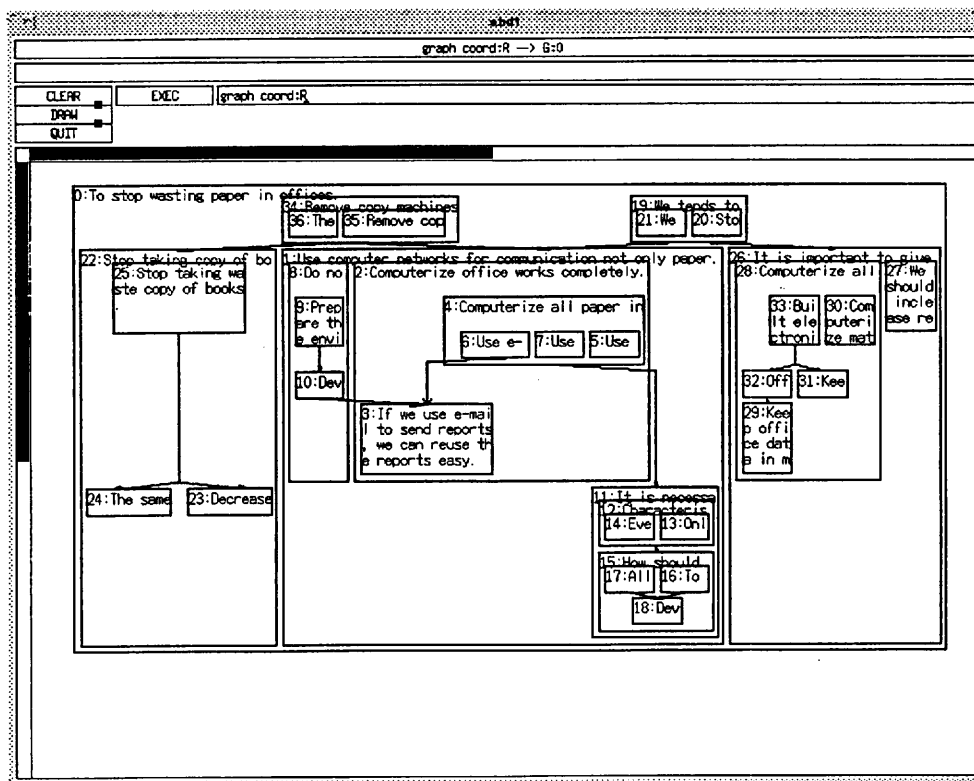 abd1
graph coord:R —> G:0
CLEAR
EXEC
graph coord:R
DRAW
QUIT
0:To stop wasting paper in offices.
34:Remove copy machines
36:The
35:Remove cop
19:We tends to
21:We
20:Sto
22:Stop taking copy of bo
25:Stop taking wa
ste copy of books
.
24:The same
23:Decrease
1:Use computer networks for communication not only paper.
8:Do no
9:Prep
are th
e envi
10:Dev
2:Computerize office works completely.
4:Computerize all paper in
6:Use e-
7:Use
5:Use
3:If we use e-mai
l to send reports
, we can reuse th
e reports easy.
11:It is necessa
12:Characteris
14:Eve
13:Onl
15:How should
17:All
16:To
18:Dev
26:It is important to give
28:Computerize all
33:Bui
lt ele
ctroni
30:Com
puteri
ze mat
32:Off
31:Kee
29:Kee
p offi
ce dat
a in m
27:We
should
incle
ase re